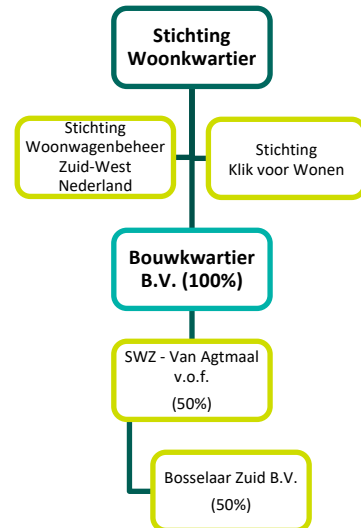 Stichting
Woonkwartier
Stichting
Woonwagenbeheer
Zuid-West
Nederland
Stichting
Klik voor Wonen
Bouwkwartier
B.V. (100%)
SWZ - Van Agtmaal
v.o.f.
(50%)
Bosselaar Zuid B.V.
(50%)